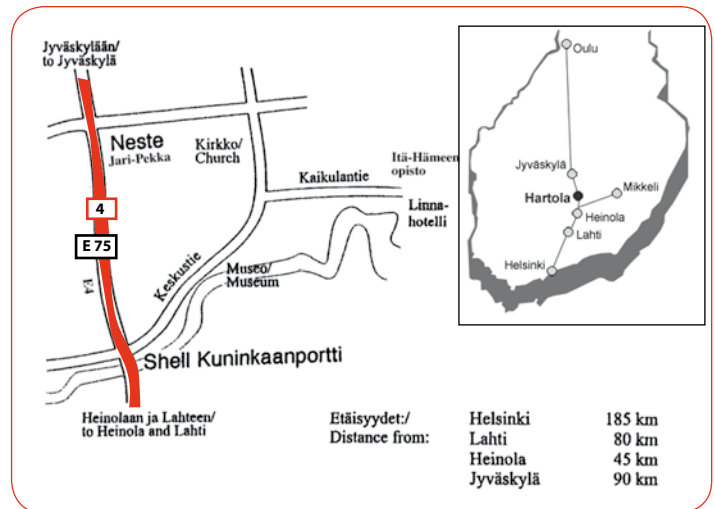 Jyväskylään/
to Jyväskylä
Neste
Jari-Pekka
Kirkko/
Church
Kaikulantie
Itä-Hämeen
opisto
Linna-
hotelli
4
E 75
E4
Keskustie
Museo/
Museum
Shell Kuninkaanportti
Heinolaan ja Lahteen/
to Heinola and Lahti
Oulu
Jyväskylä
Hartola
Mikkeli
Heinola
Lahti
Helsinki
Etäisyydet:/
Distance from:
Helsinki 185 km
Lahti 80 km
Heinola 45 km
Jyväskylä 90 km